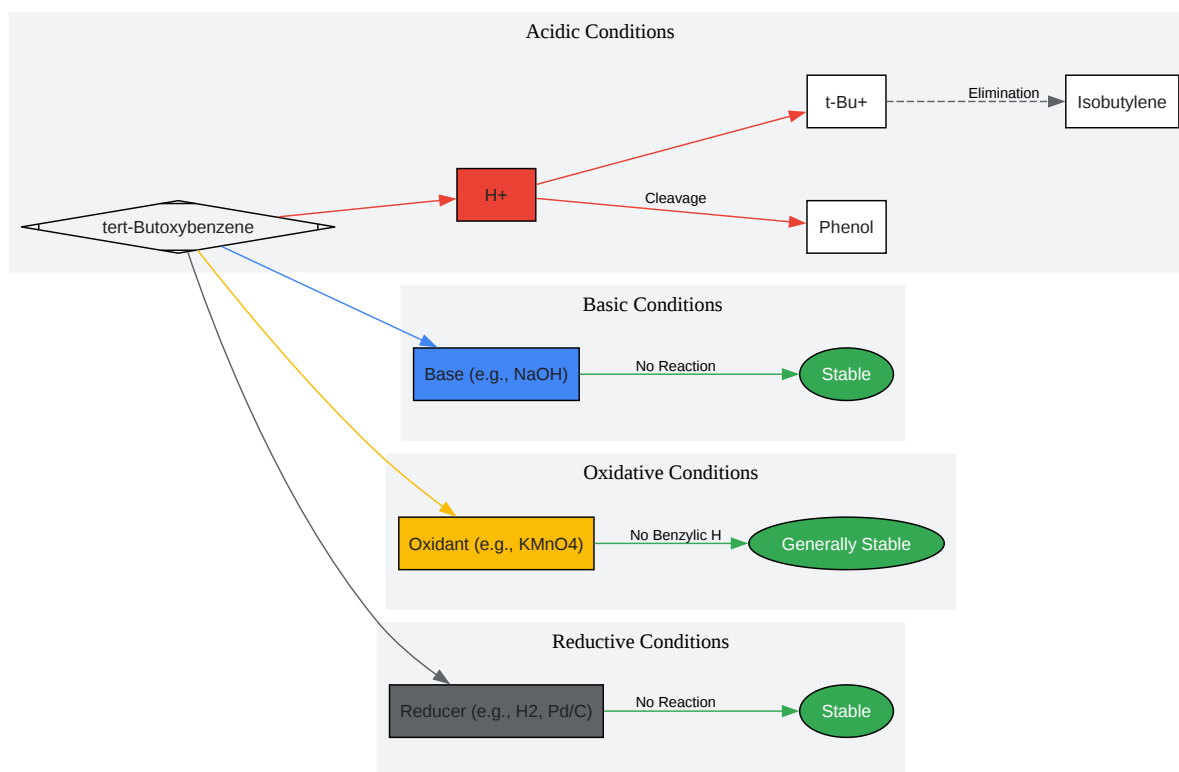 Acidic Conditions
t-Bu+
Elimination
Isobutylene
H+
Cleavage
Phenol
tert-Butoxybenzene
Basic Conditions
Base (e.g., NaOH)
No Reaction
Stable
Oxidative Conditions
Oxidant (e.g., KMnO4)
No Benzylic H
Generally Stable
Reductive Conditions
Reducer (e.g., H2, Pd/C)
No Reaction
Stable